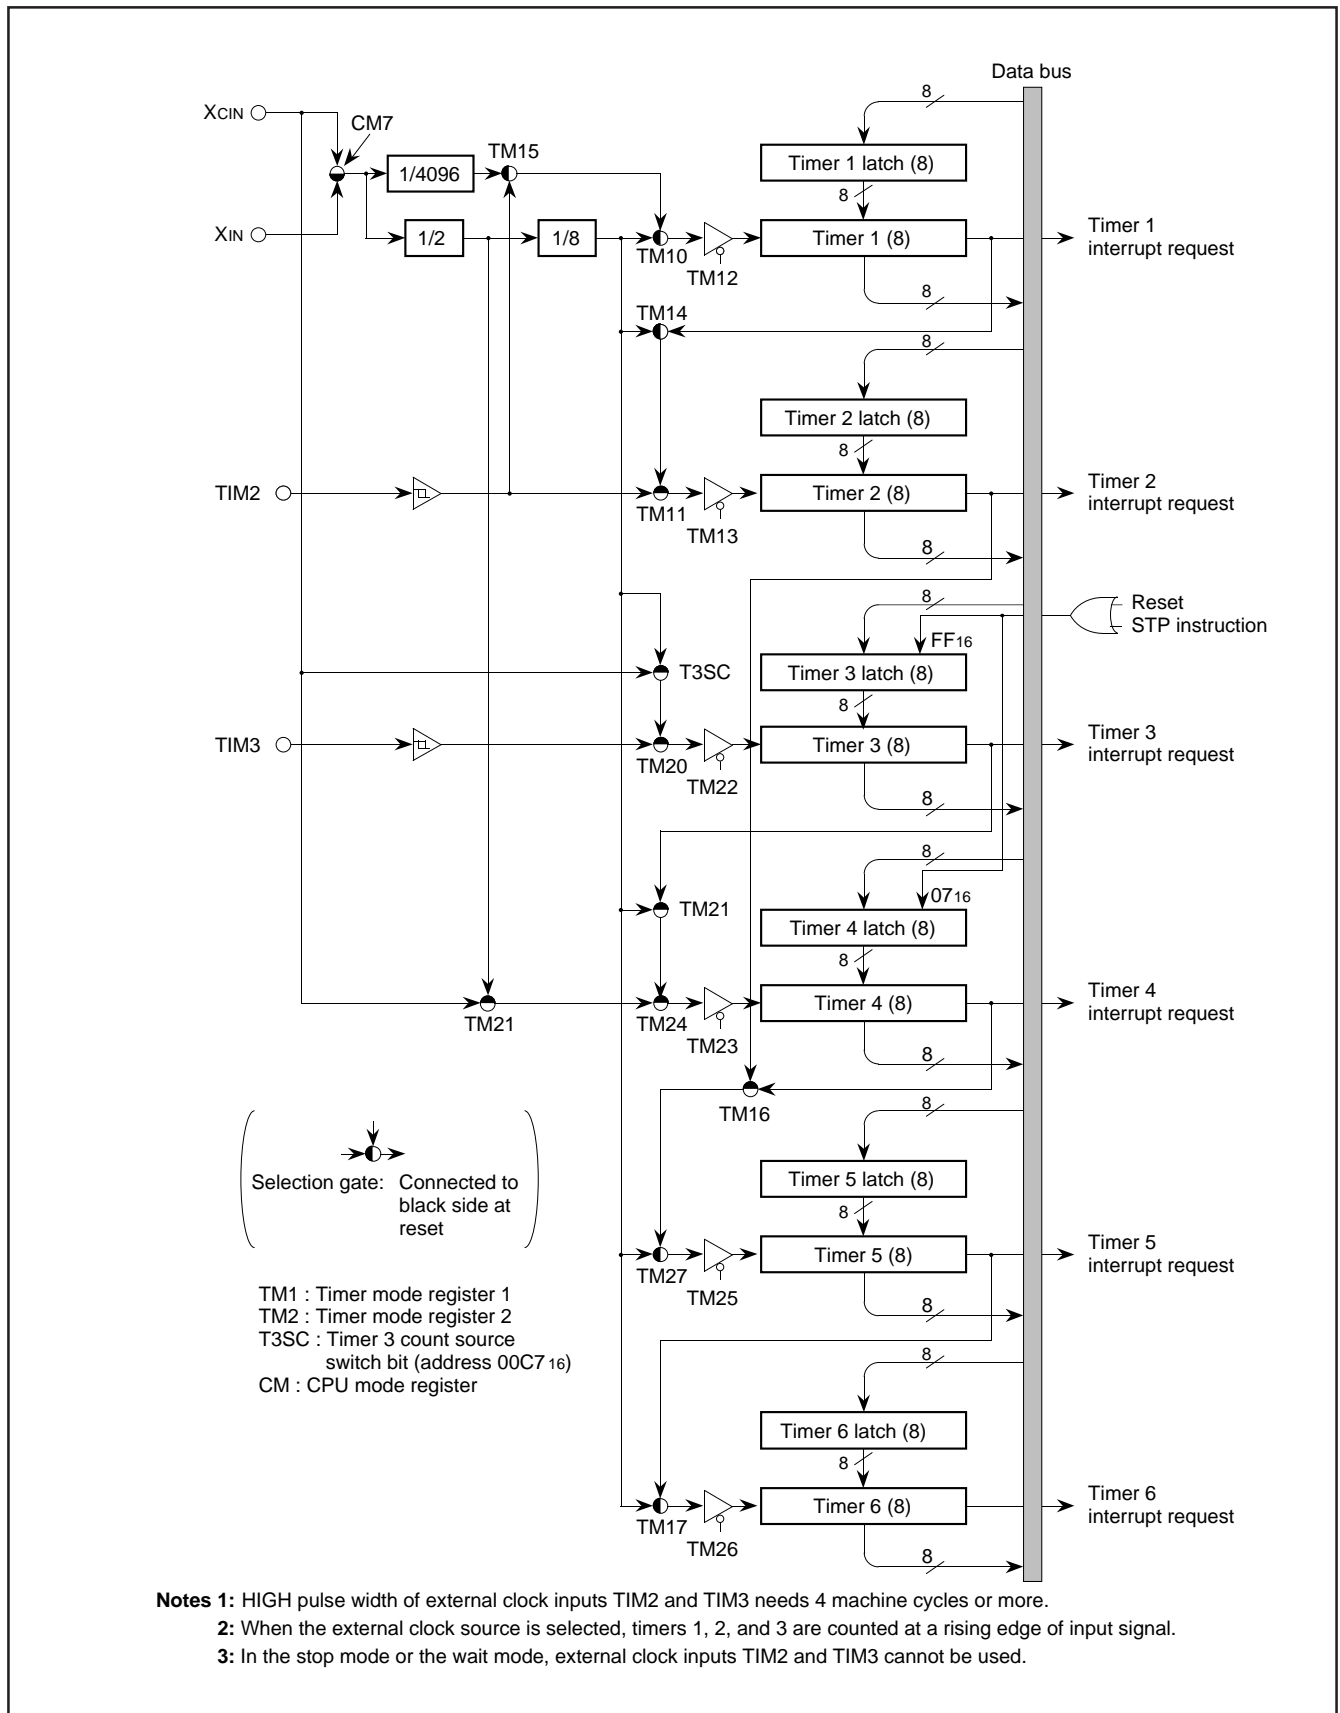 Data bus
8
XCIN
CM7
TM15
1/4096
Timer 1 latch (8)
8
XIN
1/2
1/8
TM10
TM12
Timer 1 (8)
Timer 1
interrupt request
8
TM14
8
Timer 2 latch (8)
8
TIM2
TM11
TM13
Timer 2 (8)
Timer 2
interrupt request
8
8
Reset
STP instruction
FF16
T3SC
Timer 3 latch (8)
8
TIM3
TM20
TM22
Timer 3 (8)
Timer 3
interrupt request
8
8
0716
TM21
Timer 4 latch (8)
8
TM21
TM24
TM23
Timer 4 (8)
Timer 4
interrupt request
8
TM16
8
Selection gate: Connected to
black side at
reset
Timer 5 latch (8)
8
TM27
TM25
Timer 5 (8)
Timer 5
interrupt request
8
TM1 : Timer mode register 1
TM2 : Timer mode register 2
T3SC : Timer 3 count source
switch bit (address 00C716)
CM : CPU mode register
8
Timer 6 latch (8)
8
TM17
TM26
Timer 6 (8)
Timer 6
interrupt request
8
Notes 1: HIGH pulse width of external clock inputs TIM2 and TIM3 needs 4 machine cycles or more.
2: When the external clock source is selected, timers 1, 2, and 3 are counted at a rising edge of input signal.
3: In the stop mode or the wait mode, external clock inputs TIM2 and TIM3 cannot be used.